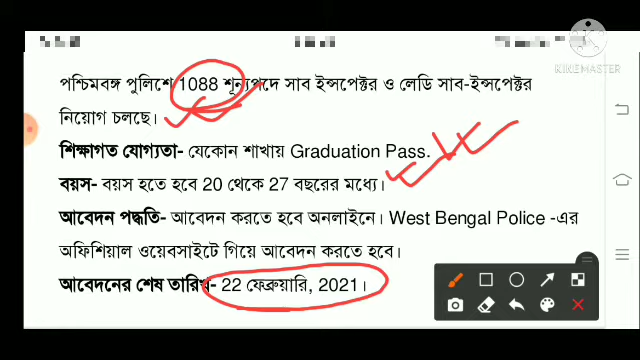 পশ্চিমবঙ্গ পুলিশে 1088 শূন্যপদে সাব ইন্সপেক্টর ও লেডি সাব-ইন্সপেক্টর
নিয়োগ চলছে।
শিক্ষাগত যোগ্যতা- যেকোন শাখায় Graduation Pass.
বয়স- বয়স হতে হবে 20 থেকে 27 বছরের মধ্যে।
আবেদন পদ্ধতি- আবেদন করতে হবে অনলাইনে। West Bengal Police -এর
অফিশিয়াল ওয়েবসাইটে গিয়ে আবেদন করতে হবে।
আবেদনের শেষ তারিখ- 22 ফেব্রুয়ারি, 2021।
KINEMASTER